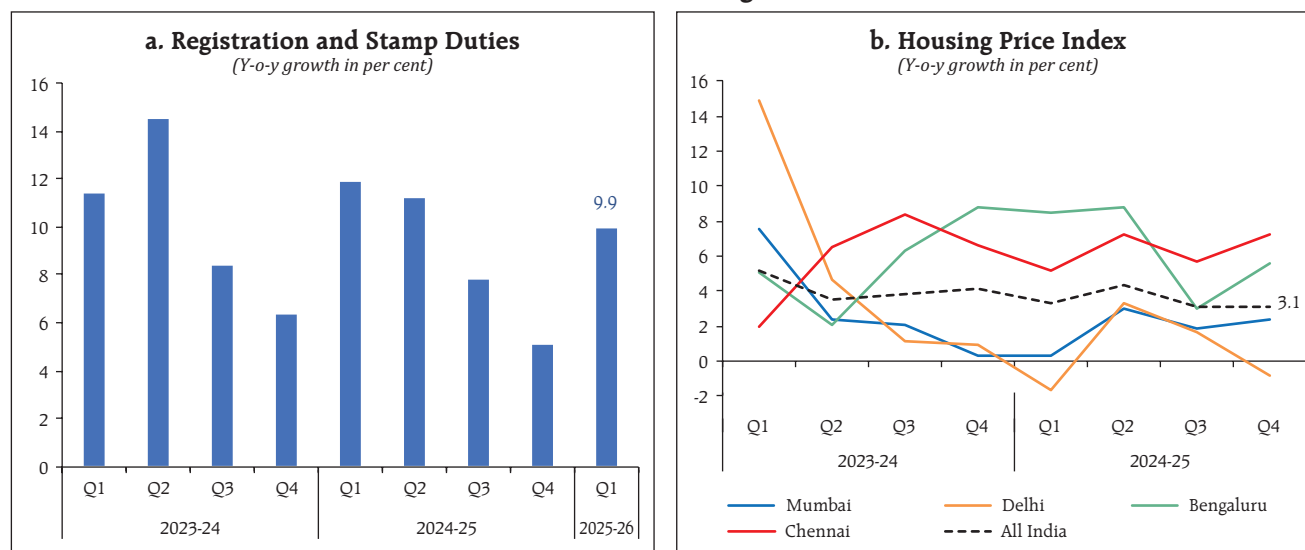 a. Registration and Stamp Duties
(Y-o-y growth in per cent)
16
14
12
10
8
6
4
2
0
9.9
Q1 Q2 Q3 Q4 Q1 Q2 Q3 Q4 Q1
2023-24 2024-25 2025-26
b. Housing Price Index
(Y-o-y growth in per cent)
16
14
12
10
8
6
4
2
0
-2
3.1
Q1 Q2 Q3 Q4 Q1 Q2 Q3 Q4
2023-24 2024-25
Mumbai Delhi Bengaluru
Chennai All India